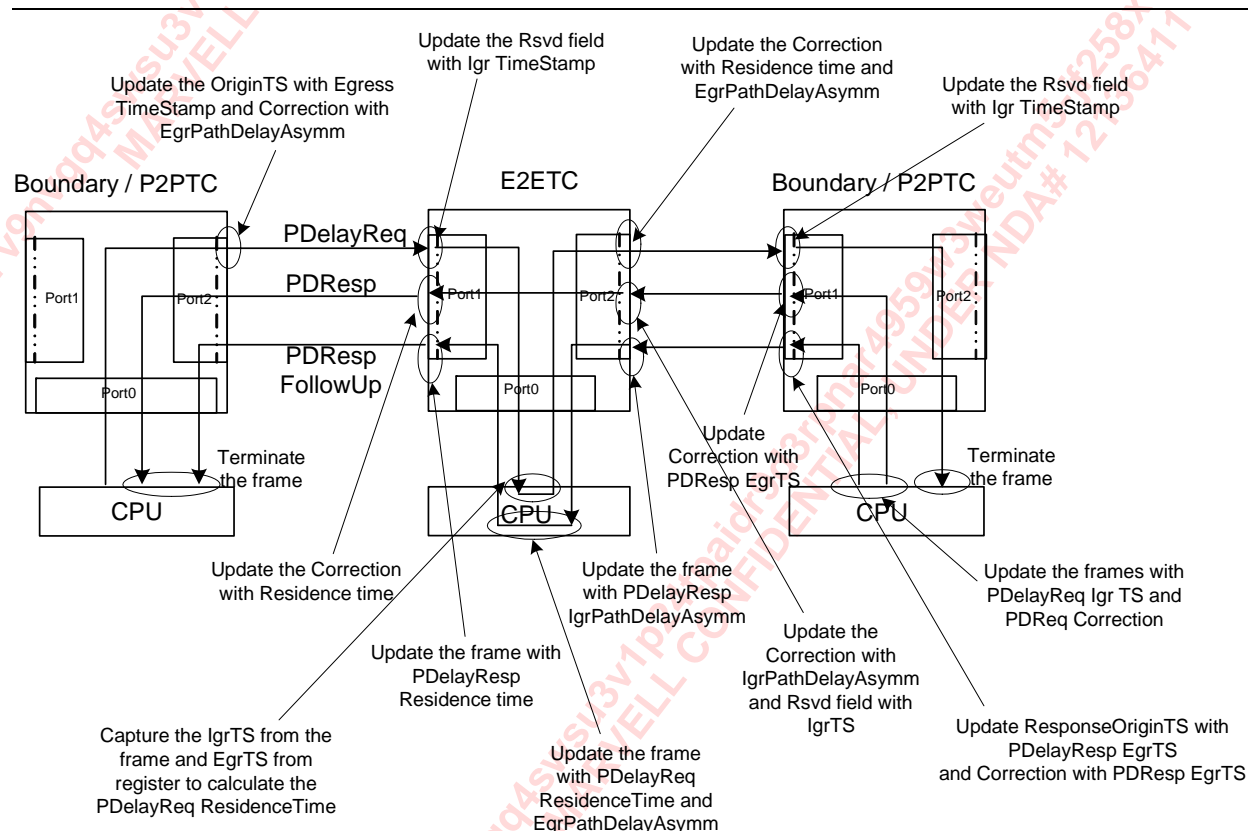 Update the Rsvd field
with Igr TimeStamp
Update the Correction
with Residence time and
EgrPathDelayAsymm
Update the Rsvd field
with Igr TimeStamp
Update the OriginTS with Egress
TimeStamp and Correction with
EgrPathDelayAsymm
Boundary / P2PTC
E2ETC
Boundary / P2PTC
PDelayReq
PDResp
PDResp
FollowUp
Port1
Port2
Port0
Port1
Port2
Port0
Port1
Port2
Port0
Terminate
the frame
CPU
CPU
Update
Correction with
PDResp EgrTS
Terminate
the frame
CPU
Update the Correction
with Residence time
Update the frame
with PDelayResp
IgrPathDelayAsymm
Update the frames with
PDelayReq Igr TS and
PDReq Correction
Update the frame with
PDelayResp
Residence time
Update the
Correction with
IgrPathDelayAsymm
and Rsvd field with
IgrTS
Capture the IgrTS from the
frame and EgrTS from
register to calculate the
PDelayReq ResidenceTime
Update the frame
with PDelayReq
ResidenceTime and
EgrPathDelayAsymm
Update ResponseOriginTS with
PDelayResp EgrTS
and Correction with PDResp EgrTS
MARVELL CONFIDENTIAL, UNDER NDA# 12136411
MARVELL
MARVELL